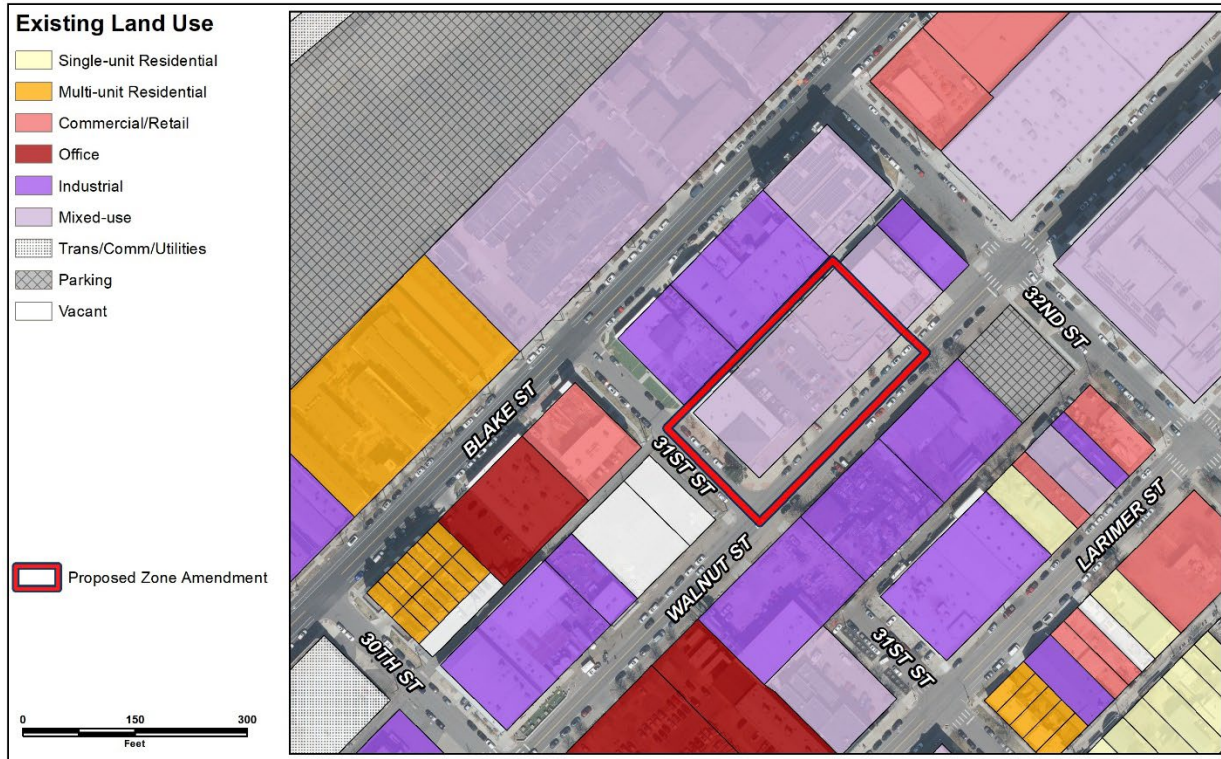 Existing Land Use
Single-unit Residential
Multi-unit Residential
Commercial/Retail
Office
Industrial
Mixed-use
Trans/Comm/Utilities
Parking
Vacant
Proposed Zone Amendment
0 150 300
Feet
BLAKE ST
31ST ST
32ND ST
WALNUT ST
LARIMER ST
30TH ST
31ST ST